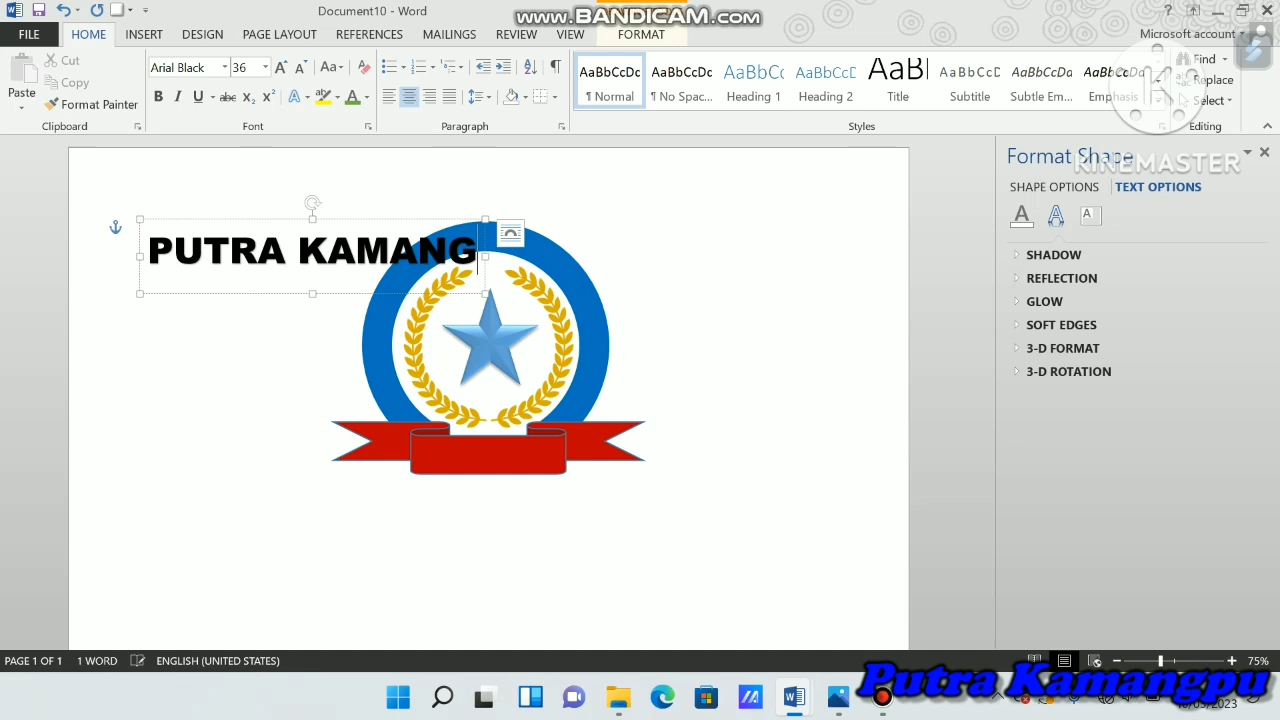 Document10 - Word
www.BANDICAM.com
FILE HOME INSERT DESIGN PAGE LAYOUT REFERENCES MAILINGS REVIEW VIEW FORMAT Microsoft account
Paste Cut Copy Format Painter
Arial Black 36
AaBbCcDc AaBbCcDc AaBbCc AaBbCcD AaBl AaBbCcD AaBbCcDa AaBbCcDa
¶ Normal ¶ No Spac... Heading 1 Heading 2 Title Subtitle Subtle Em... Emphasis
Find Replace Select
Clipboard Font Paragraph Styles Editing
KINEMASTER
Format Shape
SHAPE OPTIONS TEXT OPTIONS
SHADOW
REFLECTION
GLOW
SOFT EDGES
3-D FORMAT
3-D ROTATION
PUTRA KAMANG
PAGE 1 OF 1 1 WORD ENGLISH (UNITED STATES) 75%
Putra Kamangpu